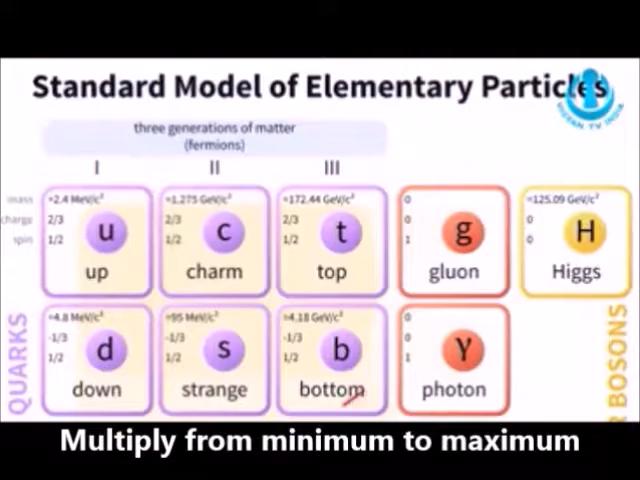 Standard Model of Elementary Particles
VISION TV INDIA
three generations of matter
(fermions)
I II III
mass ≈2.4 MeV/c² ≈1.275 GeV/c² ≈172.44 GeV/c² 0 ≈125.09 GeV/c²
charge 2/3 2/3 2/3 0 0
spin 1/2 1/2 1/2 1 0
u c t g H
up charm top gluon Higgs
QUARKS
≈4.8 MeV/c² ≈95 MeV/c² ≈4.18 GeV/c² 0
-1/3 -1/3 -1/3 0
1/2 1/2 1/2 1
d s b γ
down strange bottom photon
R BOSONS
Multiply from minimum to maximum